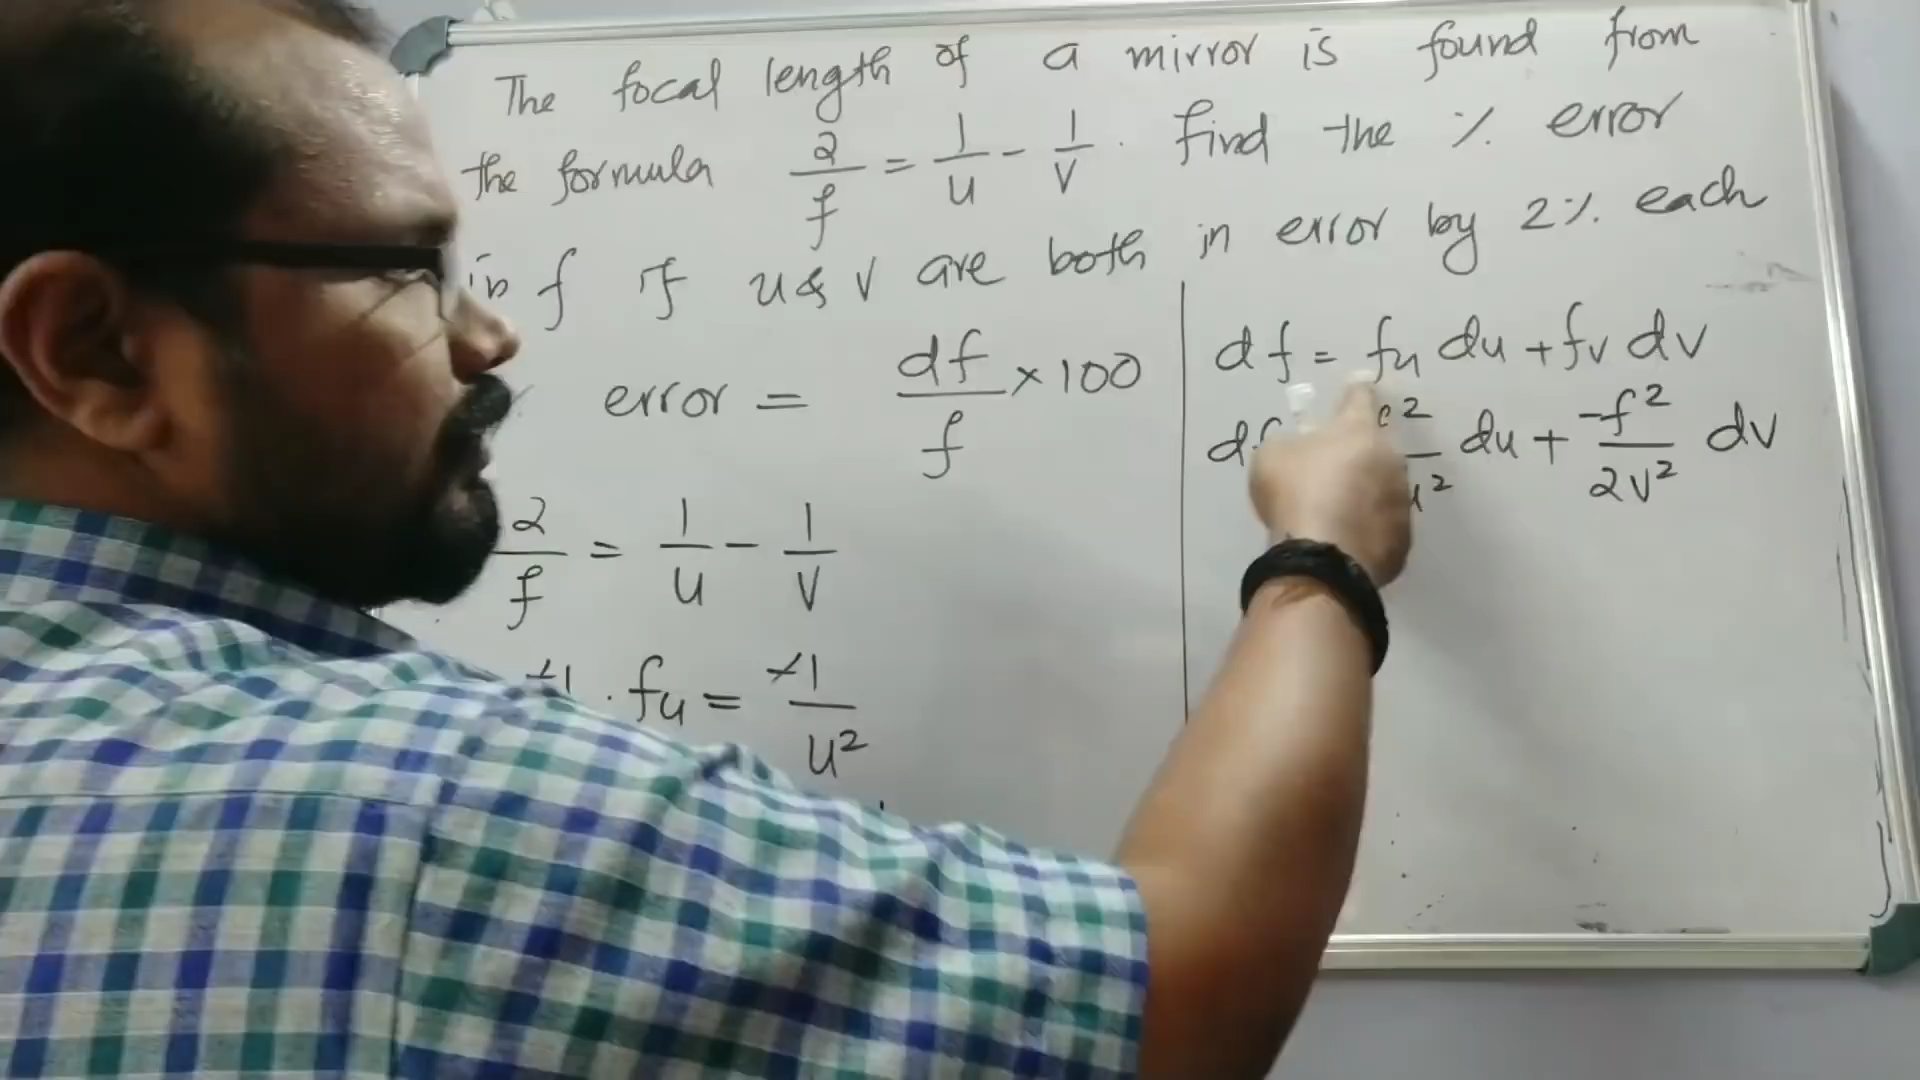 The focal length of a mirror is found from
the formula 2/f = 1/u - 1/v. find the % error
in f if u & v are both in error by 2% each
error = df/f × 100
2/f = 1/u - 1/v
. fu = -1/u²
df = fu du + fv dv
du + -f²/2v² dv